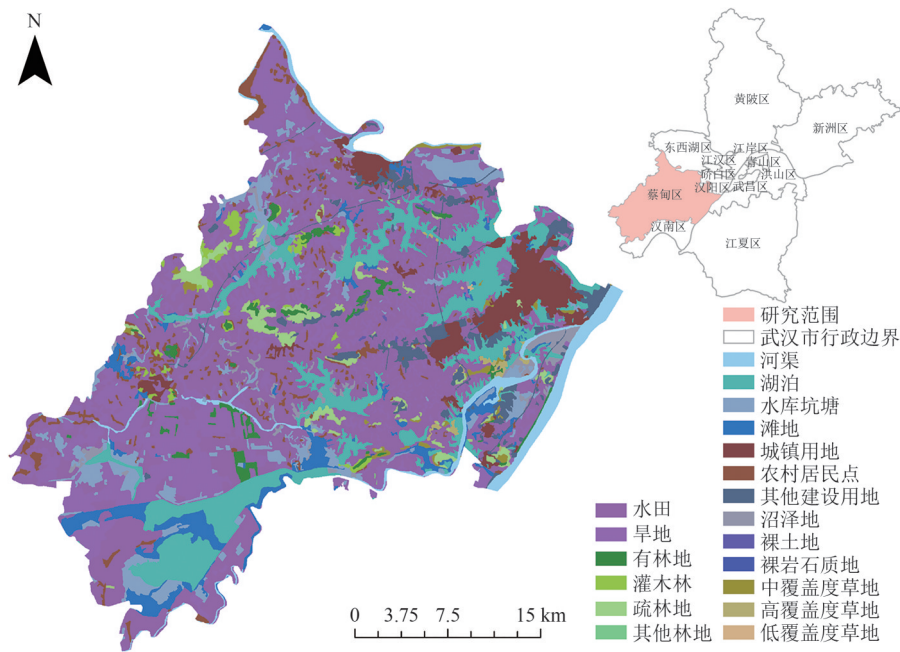 N
黄陂区
新洲区
东西湖区
江岸区
江汉区
青山区
硚口区
洪山区
蔡甸区
汉阳区
武昌区
汉南区
江夏区
研究范围
武汉市行政边界
河渠
湖泊
水库坑塘
滩地
城镇用地
农村居民点
其他建设用地
沼泽地
裸土地
裸岩石质地
中覆盖度草地
高覆盖度草地
低覆盖度草地
水田
旱地
有林地
灌木林
疏林地
其他林地
0 3.75 7.5 15 km